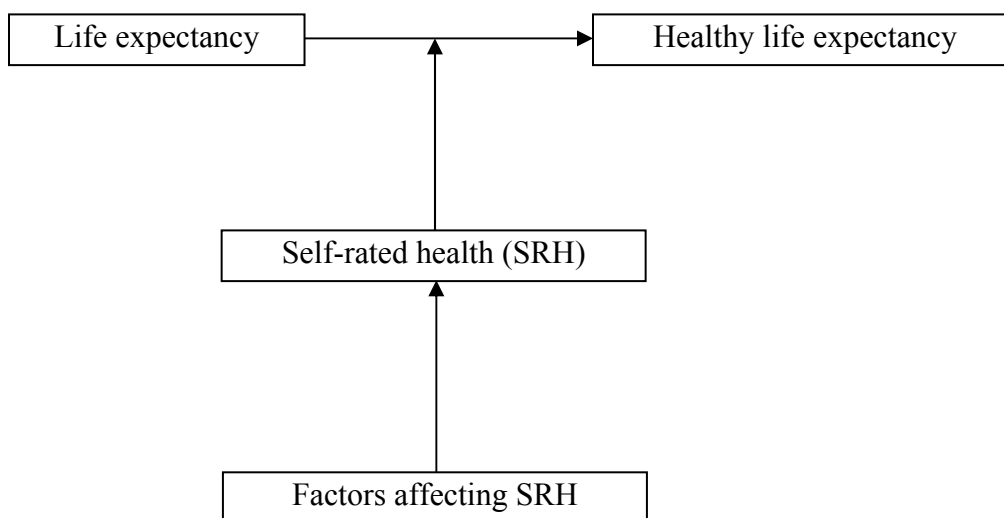 Life expectancy
Healthy life expectancy
Self-rated health (SRH)
Factors affecting SRH